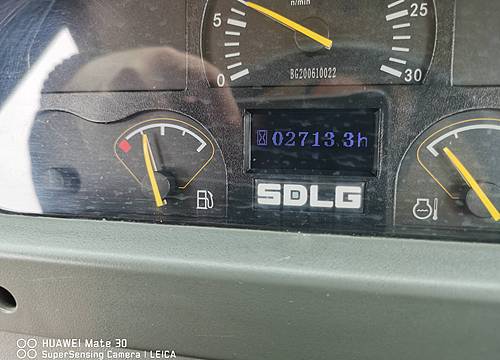 r/min
5
25
0
BG200610022
30
02713.3h
SDLG
HUAWEI Mate 30
SuperSensing Camera | LEICA